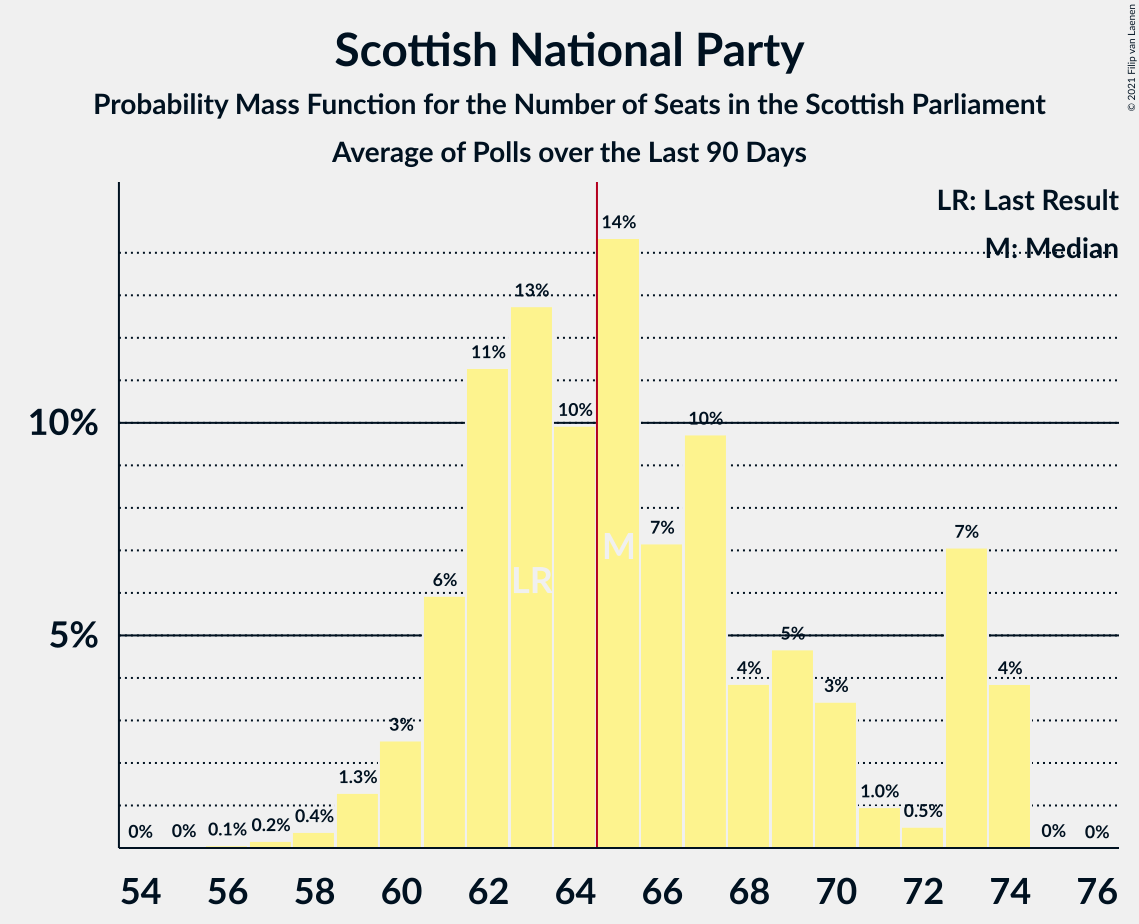 Scottish National Party
Probability Mass Function for the Number of Seats in the Scottish Parliament
Average of Polls over the Last 90 Days
© 2021 Filip van Laenen
LR: Last Result
M: Median
14%
13%
11%
10%
10%
10%
7%
7%
M
LR
6%
5%
5%
4%
4%
3%
3%
1.3%
1.0%
0.5%
0.4%
0.2%
0.1%
0%
0%
0%
0%
54 56 58 60 62 64 66 68 70 72 74 76